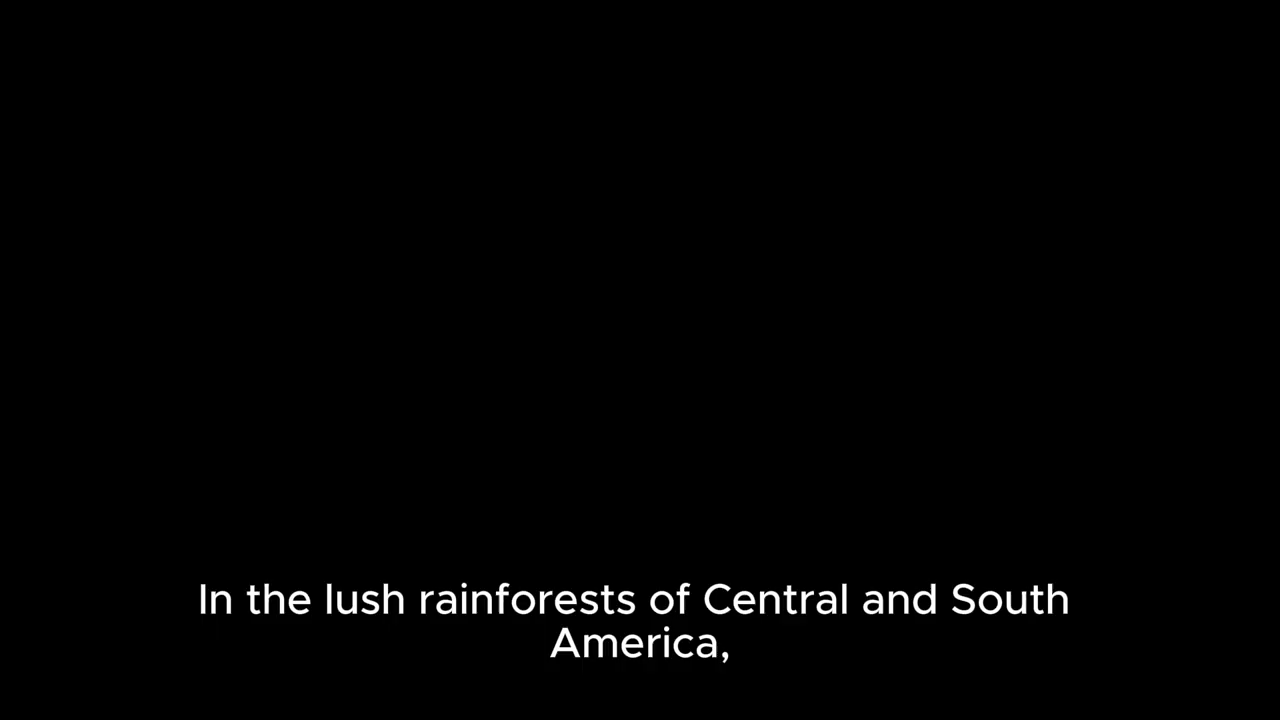 In the lush rainforests of Central and South
America,